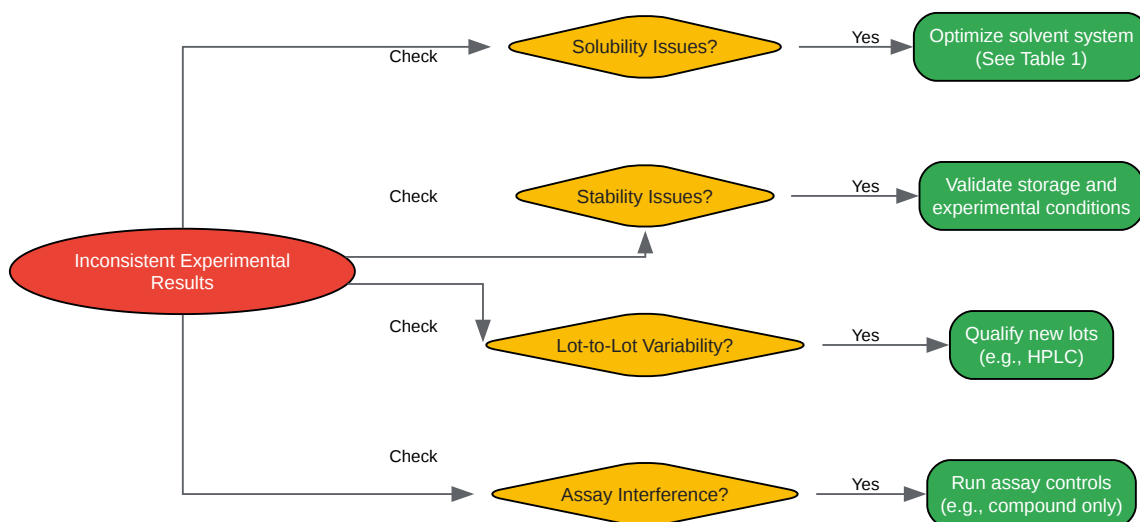 Check
Solubility Issues?
Yes
Optimize solvent system
(See Table 1)
Check
Stability Issues?
Yes
Validate storage and
experimental conditions
Inconsistent Experimental
Results
Check
Lot-to-Lot Variability?
Yes
Qualify new lots
(e.g., HPLC)
Check
Assay Interference?
Yes
Run assay controls
(e.g., compound only)